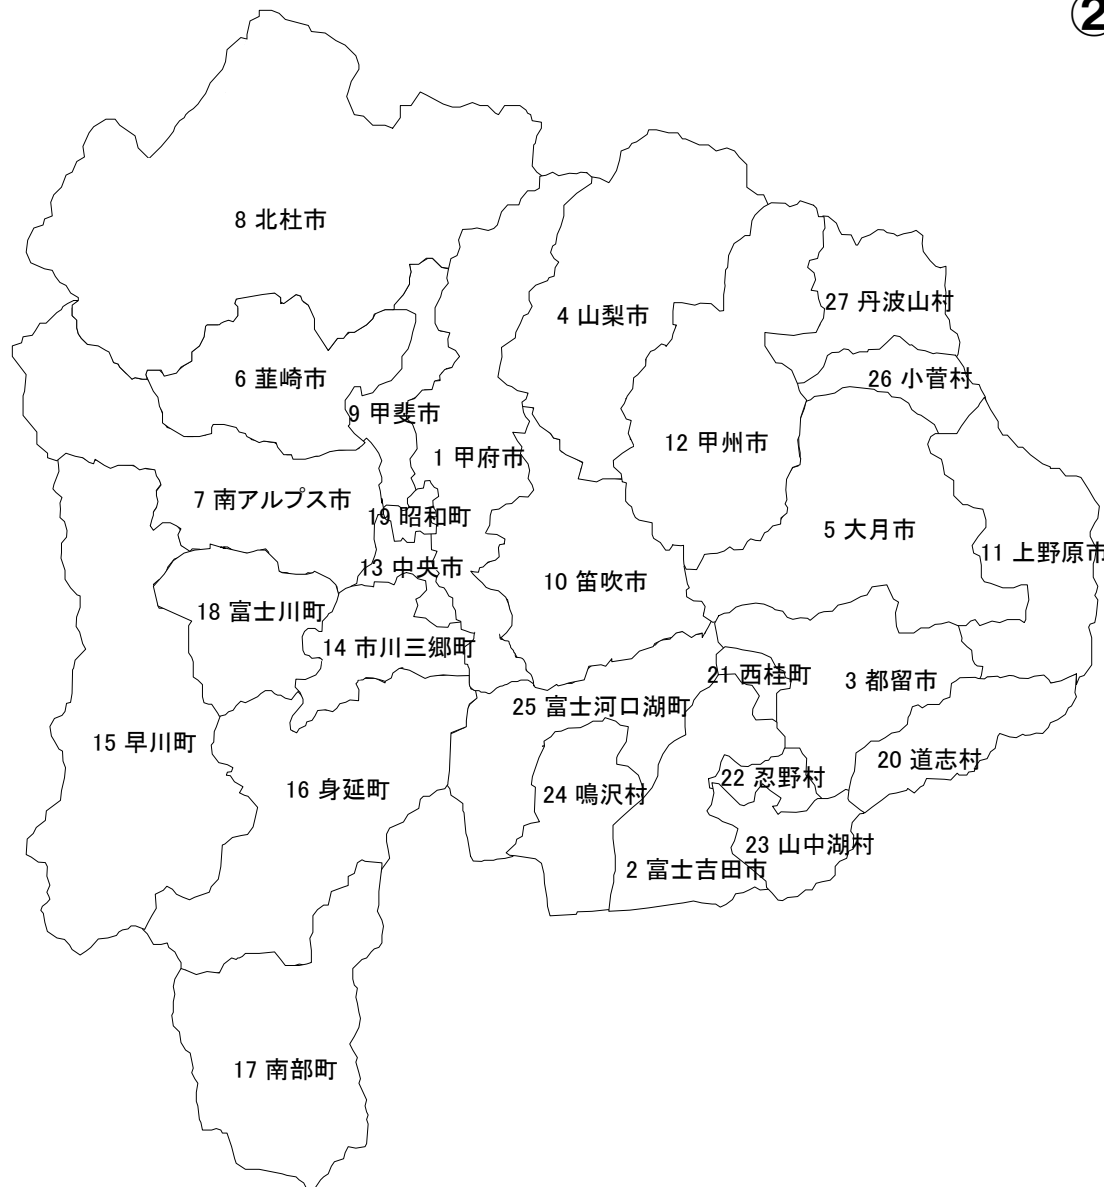 ②
8 北杜市
4 山梨市
27 丹波山村
6 韮崎市
26 小菅村
9 甲斐市
12 甲州市
1 甲府市
7 南アルプス市
19 昭和町
5 大月市
11 上野原市
13 中央市
10 笛吹市
18 富士川町
14 市川三郷町
21 西桂町
3 都留市
25 富士河口湖町
15 早川町
20 道志村
22 忍野村
16 身延町
24 鳴沢村
23 山中湖村
2 富士吉田市
17 南部町